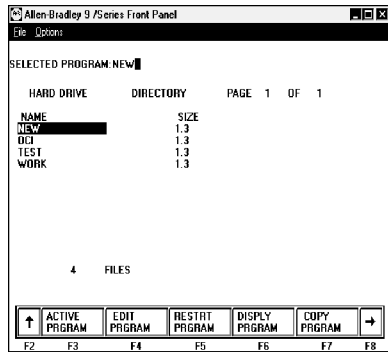 Allen-Bradley 9 /Series Front Panel
File Options
SELECTED PROGRAM:NEW
HARD DRIVE DIRECTORY PAGE 1 OF 1
NAME SIZE
NEW 1.3
OCI 1.3
TEST 1.3
WORK 1.3
4 FILES
↑ ACTIVE PRGRAM EDIT PRGRAM RESTRT PRGRAM DISPLY PRGRAM COPY PRGRAM →
F2 F3 F4 F5 F6 F7 F8